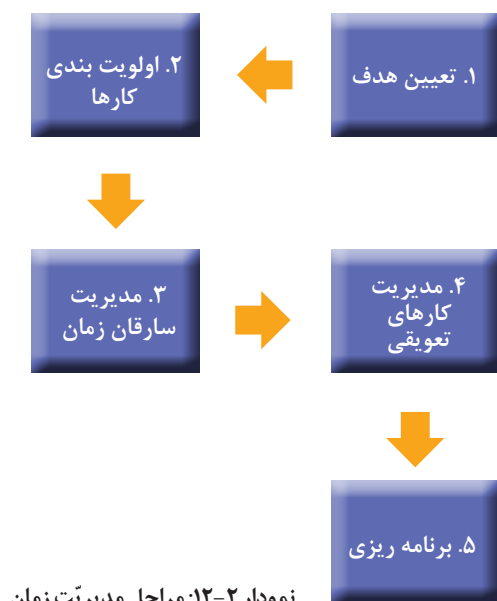 ۱. تعیین هدف
۲. اولویت بندی
کارها
۳. مدیریت
سارقان زمان
۴. مدیریت
کارهای
تعویقی
۵. برنامه ریزی
نمودار ۲-۱۲: مراحل مدیریّت زمان